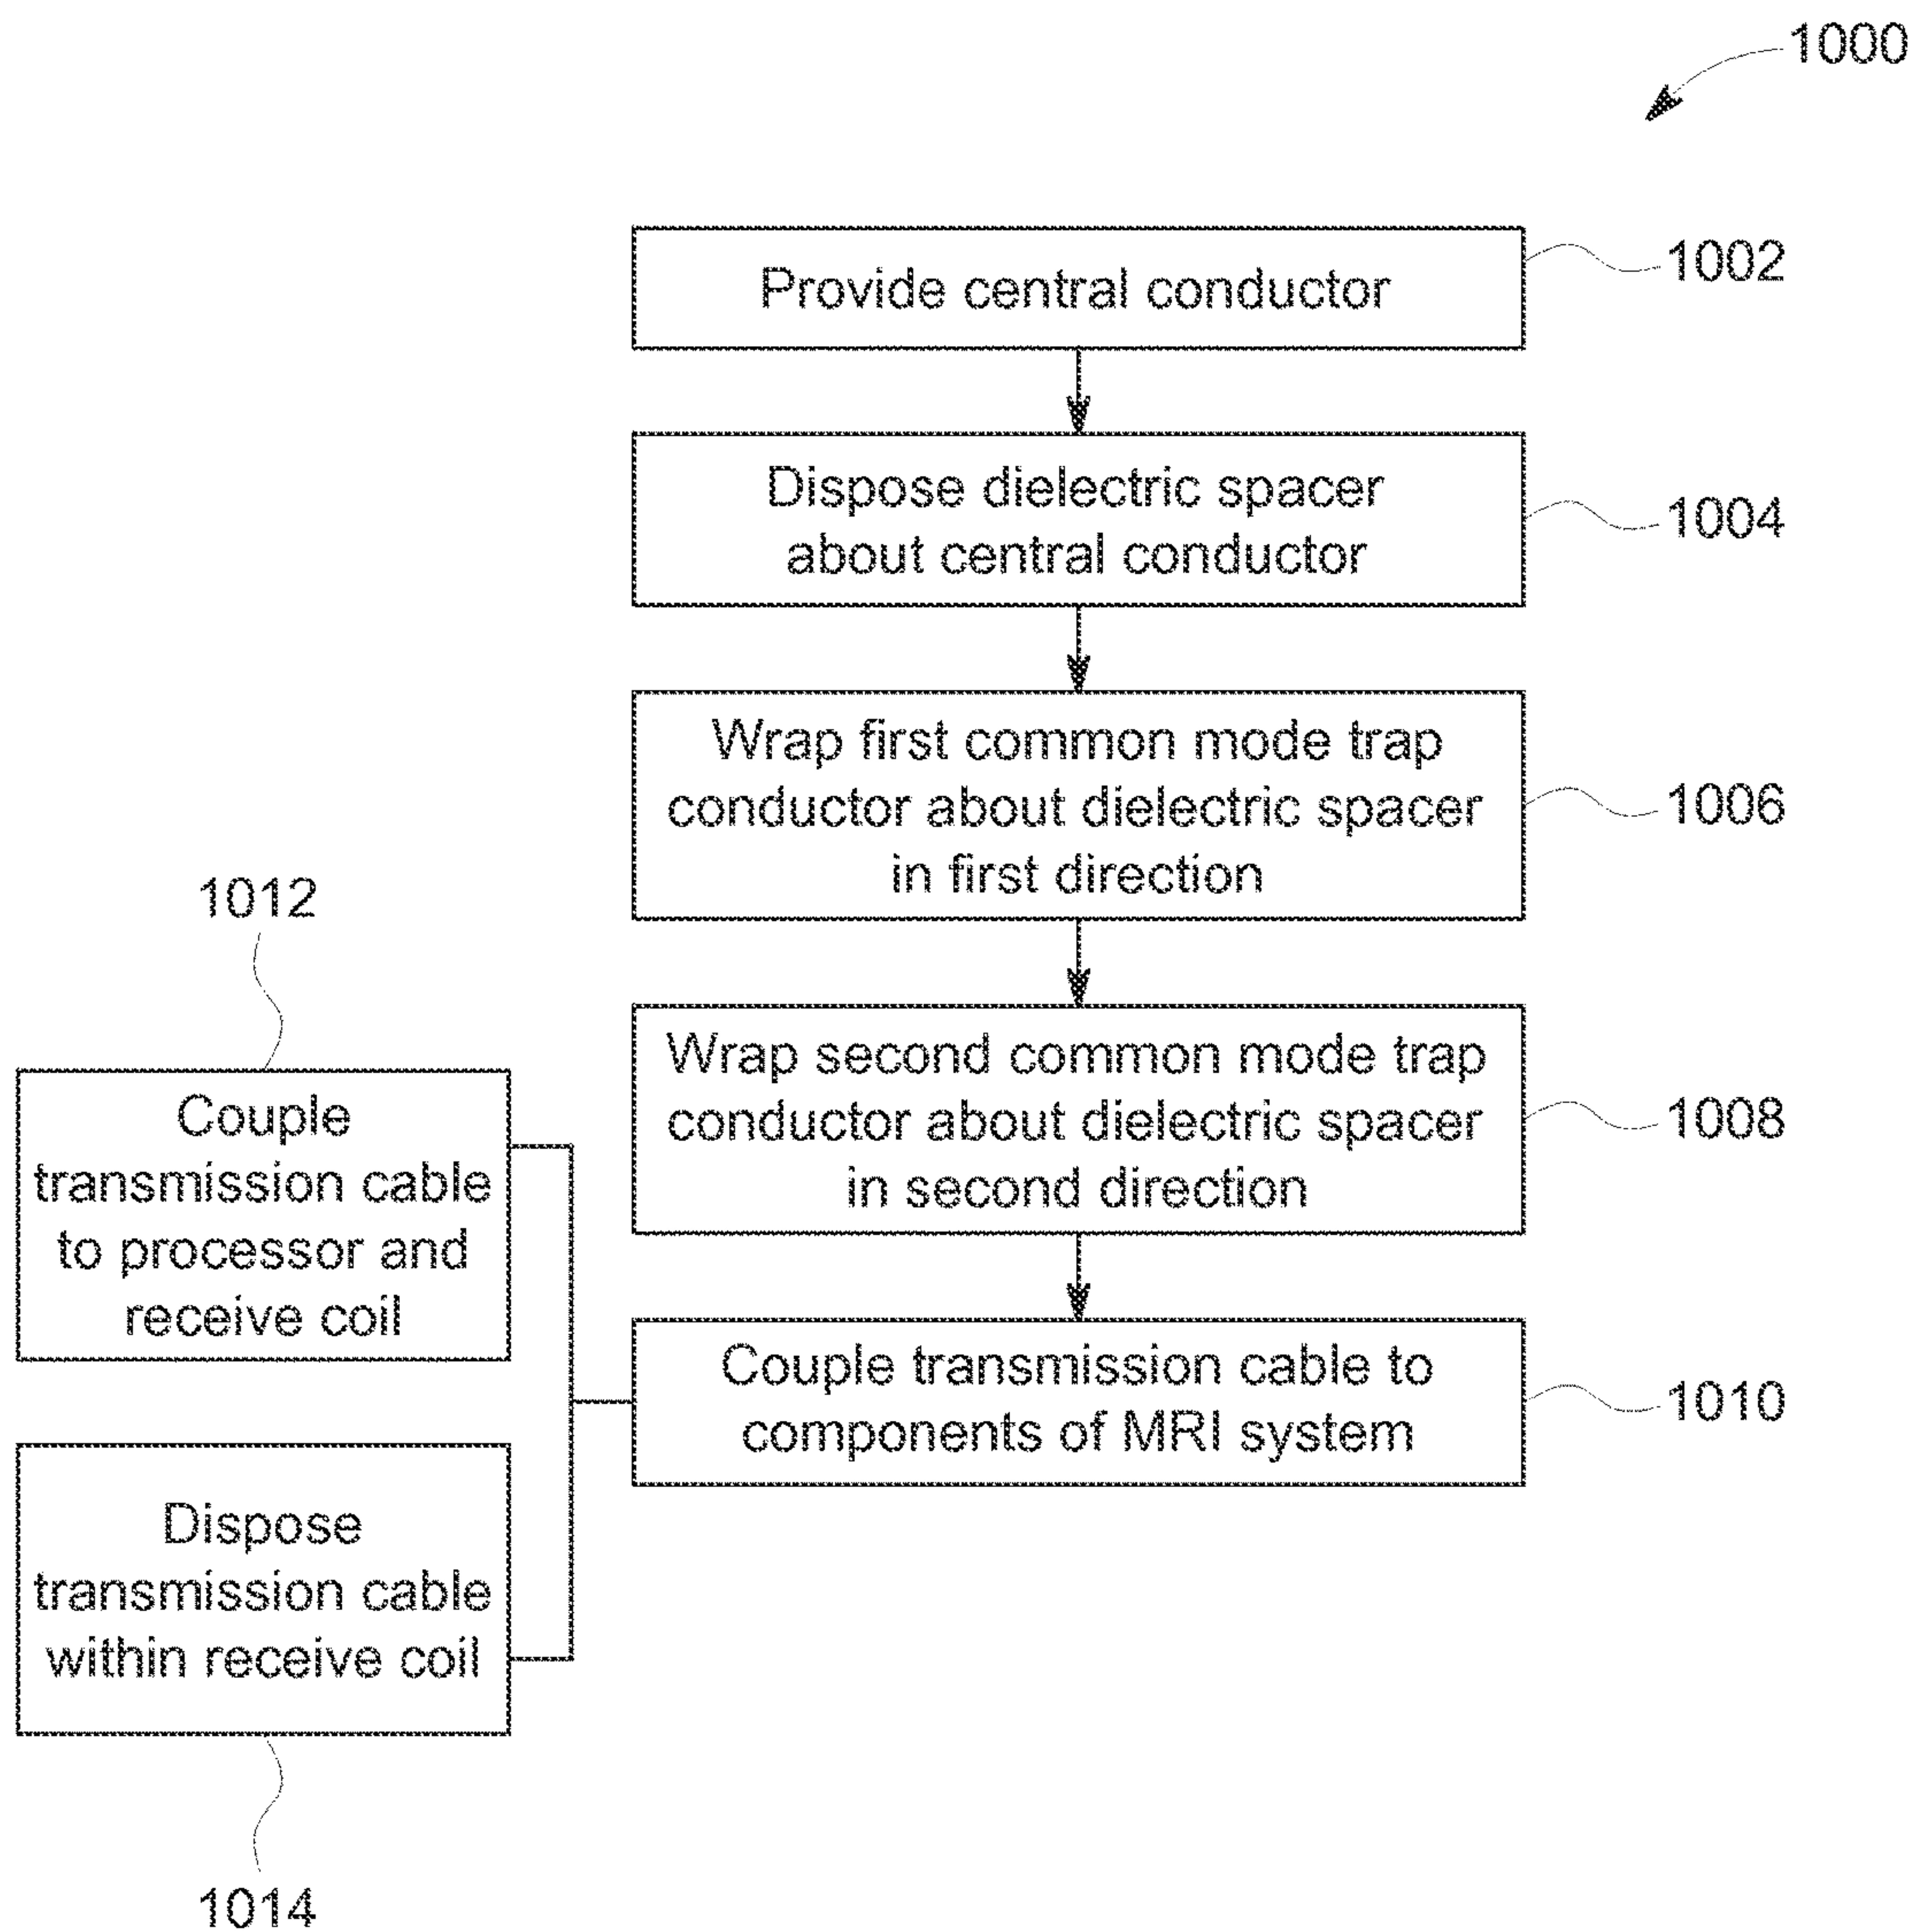 1000
Provide central conductor
1002
Dispose dielectric spacer
about central conductor
1004
Wrap first common mode trap
conductor about dielectric spacer
in first direction
1006
Wrap second common mode trap
conductor about dielectric spacer
in second direction
1008
Couple transmission cable to
components of MRI system
1010
1012
Couple
transmission cable
to processor and
receive coil
Dispose
transmission cable
within receive coil
1014